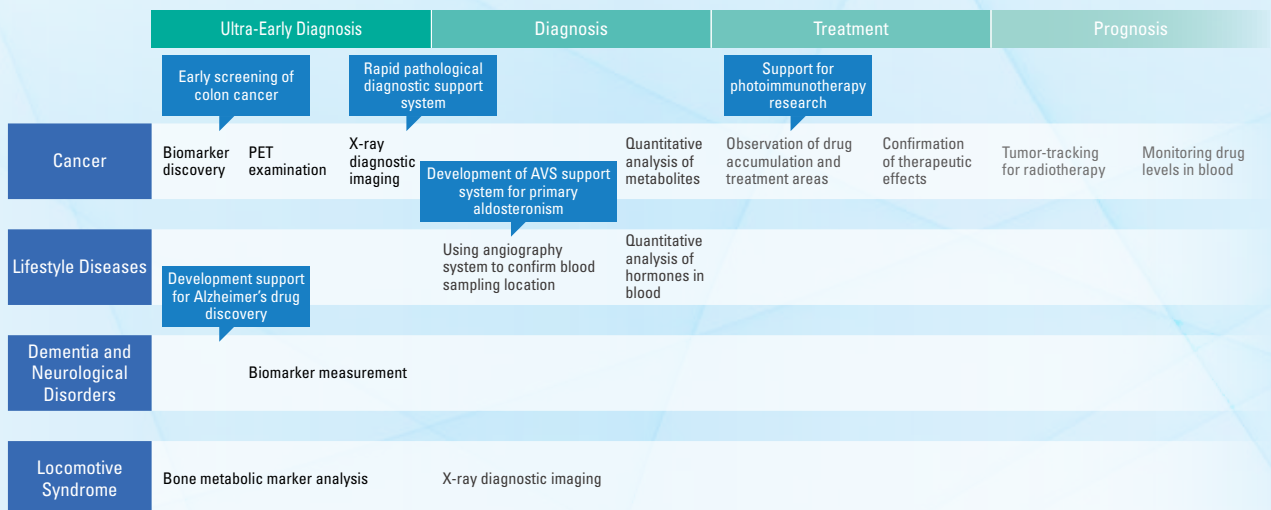 Ultra-Early Diagnosis
Diagnosis
Treatment
Prognosis
Early screening of
colon cancer
Rapid pathological
diagnostic support
system
Support for
photoimmunotherapy
research
Cancer
Biomarker
discovery
PET
examination
X-ray
diagnostic
imaging
Quantitative
analysis of
metabolites
Observation of drug
accumulation and
treatment areas
Confirmation
of therapeutic
effects
Tumor-tracking
for radiotherapy
Monitoring drug
levels in blood
Development of AVS support
system for primary
aldosteronism
Lifestyle Diseases
Using angiography
system to confirm blood
sampling location
Quantitative
analysis of
hormones in
blood
Development support
for Alzheimer's drug
discovery
Dementia and
Neurological
Disorders
Biomarker measurement
Locomotive
Syndrome
Bone metabolic marker analysis
X-ray diagnostic imaging